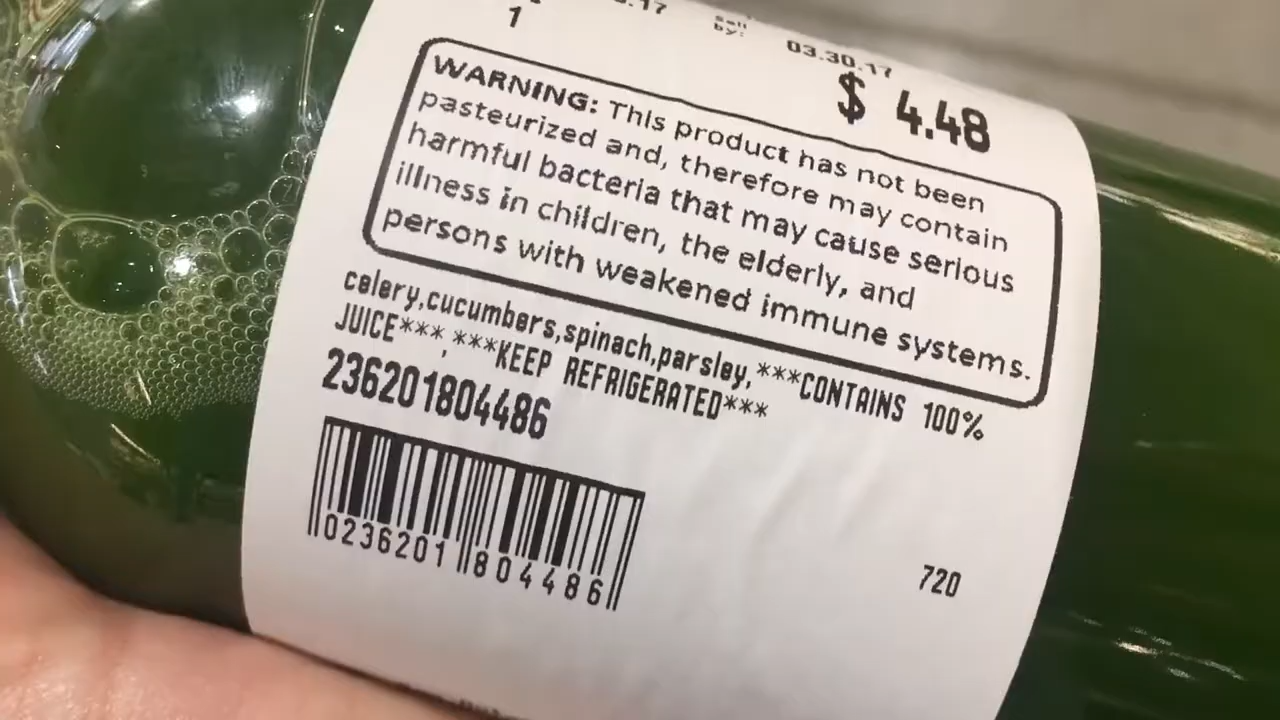 1
sell
by:
03.30.17
$ 4.48
WARNING: This product has not been
pasteurized and, therefore may contain
harmful bacteria that may cause serious
illness in children, the elderly, and
persons with weakened immune systems.
celery,cucumbers,spinach,parsley,***CONTAINS 100%
JUICE***,***KEEP REFRIGERATED***
236201804486
0236201 804486
720